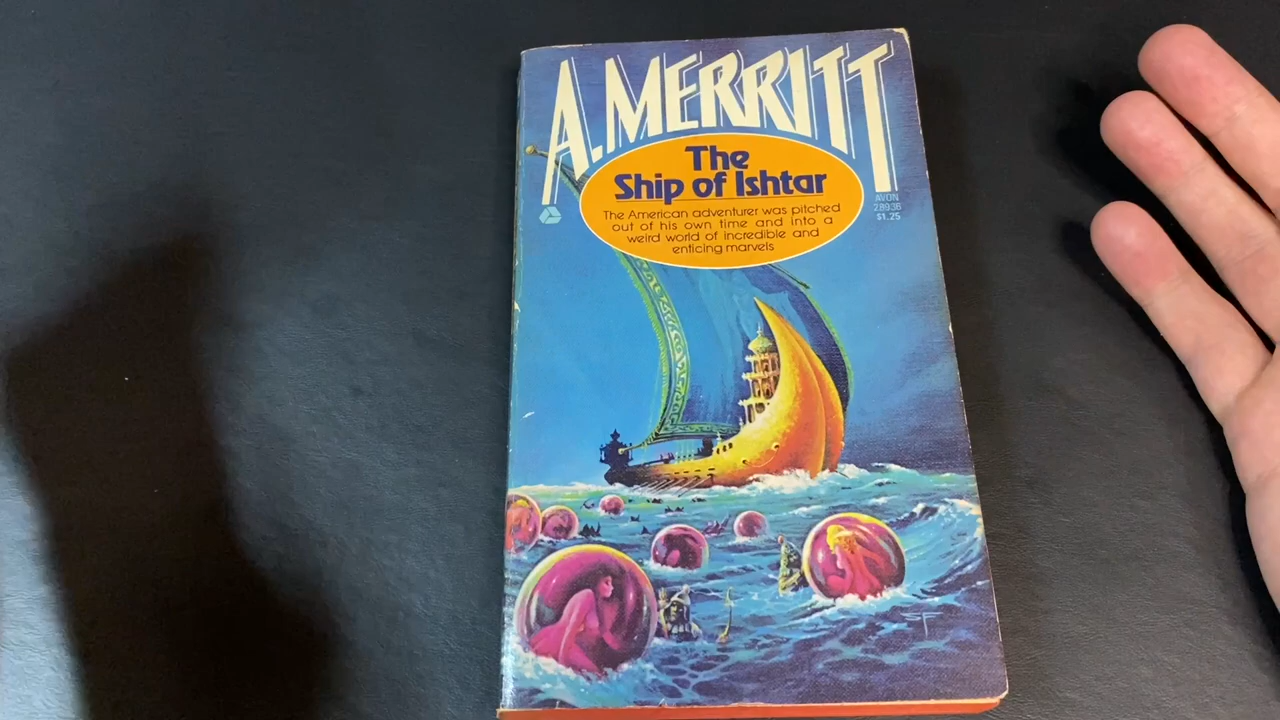 A. MERRITT
The
Ship of Ishtar
The American adventurer was pitched
out of his own time and into a
weird world of incredible and
enticing marvels
AVON
28938
$1.25